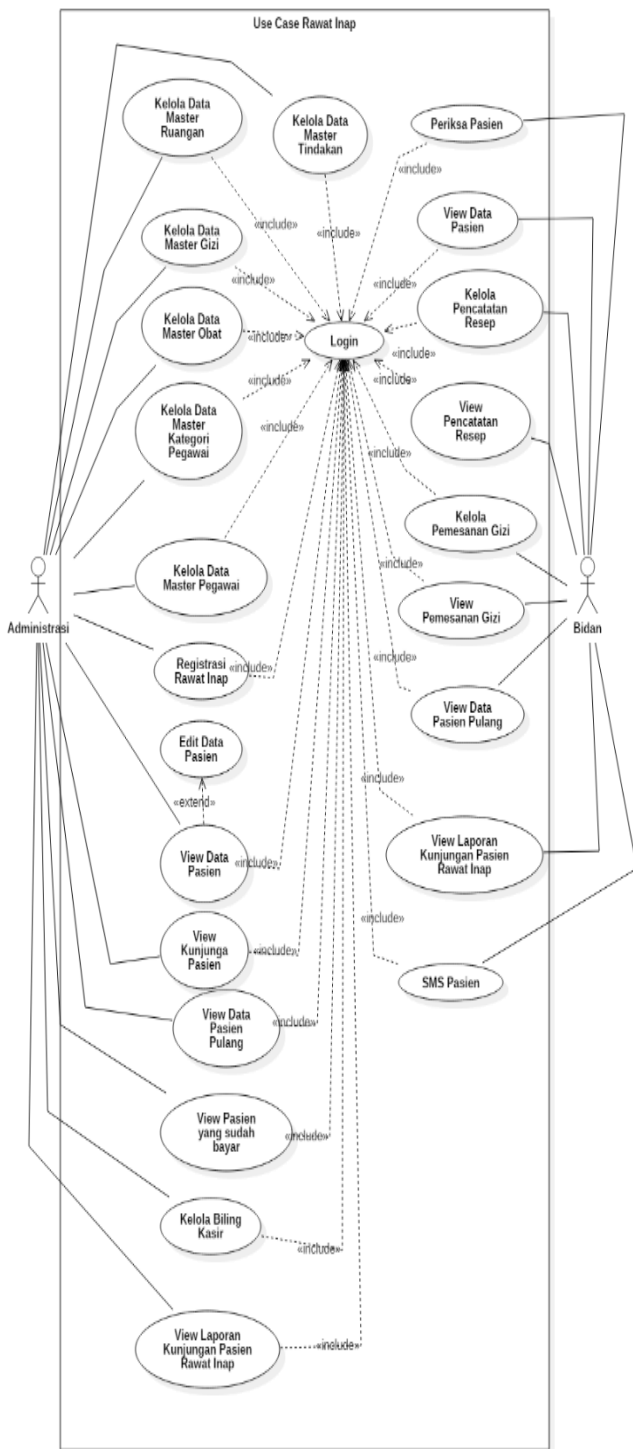 Use Case Rawat Inap
Kelola Data
Master
Ruangan
Kelola Data
Master
Tindakan
Periksa Pasien
«include»
View Data
Pasien
Kelola Data
Master Gizi
«include»
«include»
«include»
«include»
Kelola
Pencatatan
Resep
Kelola Data
Master Obat
«include»
Login
«include»
«include»
Kelola Data
Master
Kategori
Pegawai
«include»
«include»
View
Pencatatan
Resep
«include»
Kelola
Pemesanan Gizi
Kelola Data
Master Pegawai
«include»
View
Pemesanan Gizi
Administrasi
Bidan
Registrasi
Rawat Inap
«include»
«include»
View Data
Pasien Pulang
Edit Data
Pasien
«extend»
«include»
View Data
Pasien
«include»
View Laporan
Kunjungan Pasien
Rawat Inap
«include»
View
Kunjunga
Pasien
«include»
SMS Pasien
View Data
Pasien
Pulang
«include»
View Pasien
yang sudah
bayar
«include»
Kelola Biling
Kasir
«include»
View Laporan
Kunjungan Pasien
Rawat Inap
«include»